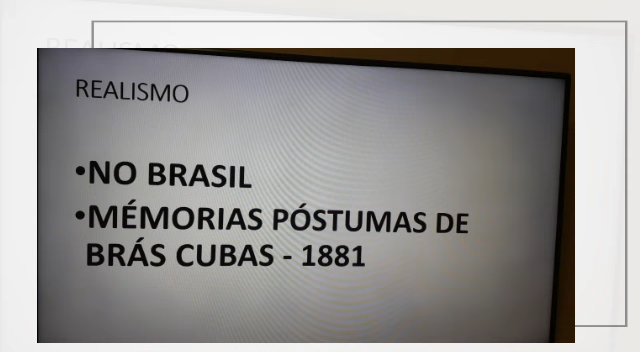 REALISMO
•NO BRASIL
•MÉMORIAS PÓSTUMAS DE
BRÁS CUBAS - 1881